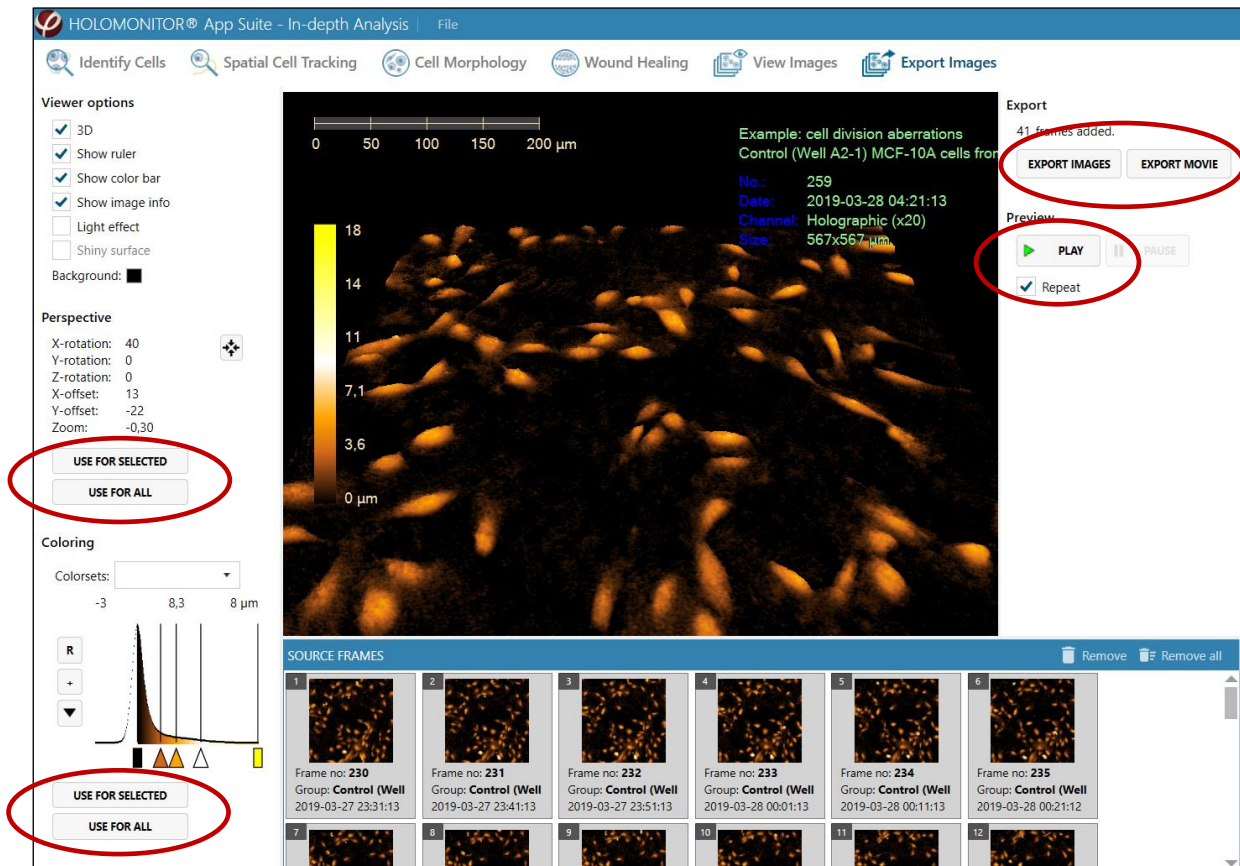 HOLOMONITOR® App Suite - In-depth Analysis File
Identify Cells Spatial Cell Tracking Cell Morphology Wound Healing View Images Export Images
Viewer options
3D
Show ruler
Show color bar
Show image info
Light effect
Shiny surface
Background:
Perspective
X-rotation: 40
Y-rotation: 0
Z-rotation: 0
X-offset: 13
Y-offset: -22
Zoom: -0,30
USE FOR SELECTED
USE FOR ALL
Coloring
Colorsets:
-3 8,3 8 µm
R
+
USE FOR SELECTED
USE FOR ALL
0 50 100 150 200 µm
Example: cell division aberrations
Control (Well A2-1) MCF-10A cells from
No.: 259
Date: 2019-03-28 04:21:13
Channel: Holographic (x20)
Size: 567x567 µm
18
14
11
7,1
3,6
0 µm
Export
41 frames added.
EXPORT IMAGES EXPORT MOVIE
Preview
PLAY PAUSE
Repeat
SOURCE FRAMES Remove Remove all
1 2 3 4 5 6
Frame no: 230 Frame no: 231 Frame no: 232 Frame no: 233 Frame no: 234 Frame no: 235
Group: Control (Well Group: Control (Well Group: Control (Well Group: Control (Well Group: Control (Well Group: Control (Well
2019-03-27 23:31:13 2019-03-27 23:41:13 2019-03-27 23:51:13 2019-03-28 00:01:13 2019-03-28 00:11:13 2019-03-28 00:21:12
7 8 9 10 11 12